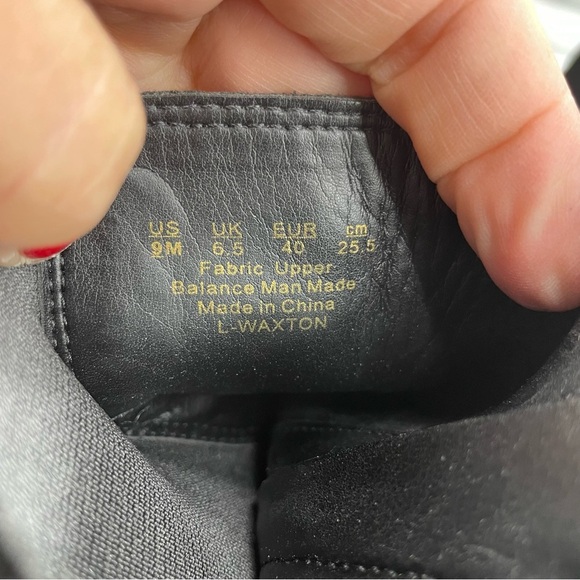 US UK EUR cm
9M 6.5 40 25.5
Fabric Upper
Balance Man Made
Made in China
L-WAXTON